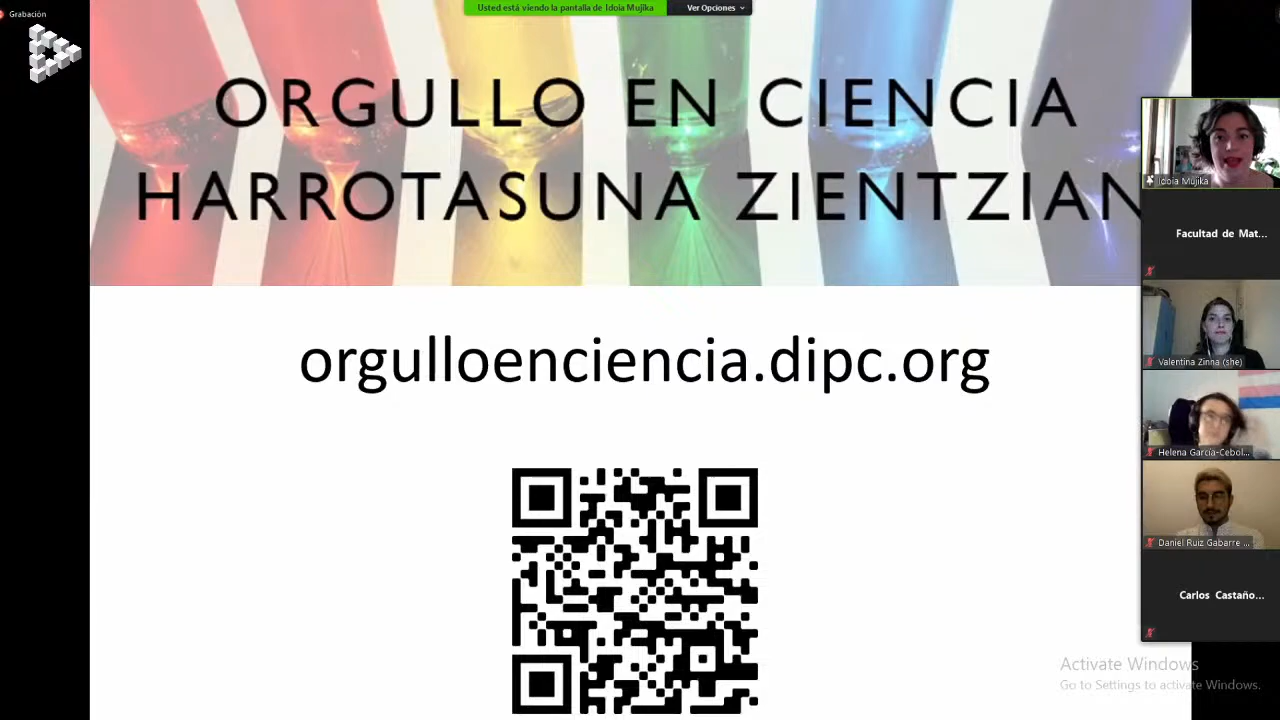 Grabación
Usted está viendo la pantalla de Idoia Mujika
Ver Opciones
ORGULLO EN CIENCIA
HARROTASUNA ZIENTZIAN
orgulloenciencia.dipc.org
Idoia Mujika
Facultad de Mat...
Valentina Zinna (she)
Helena García-Cebol...
Daniel Ruiz Gabarre ...
Carlos Castaño...
Activate Windows
Go to Settings to activate Windows.